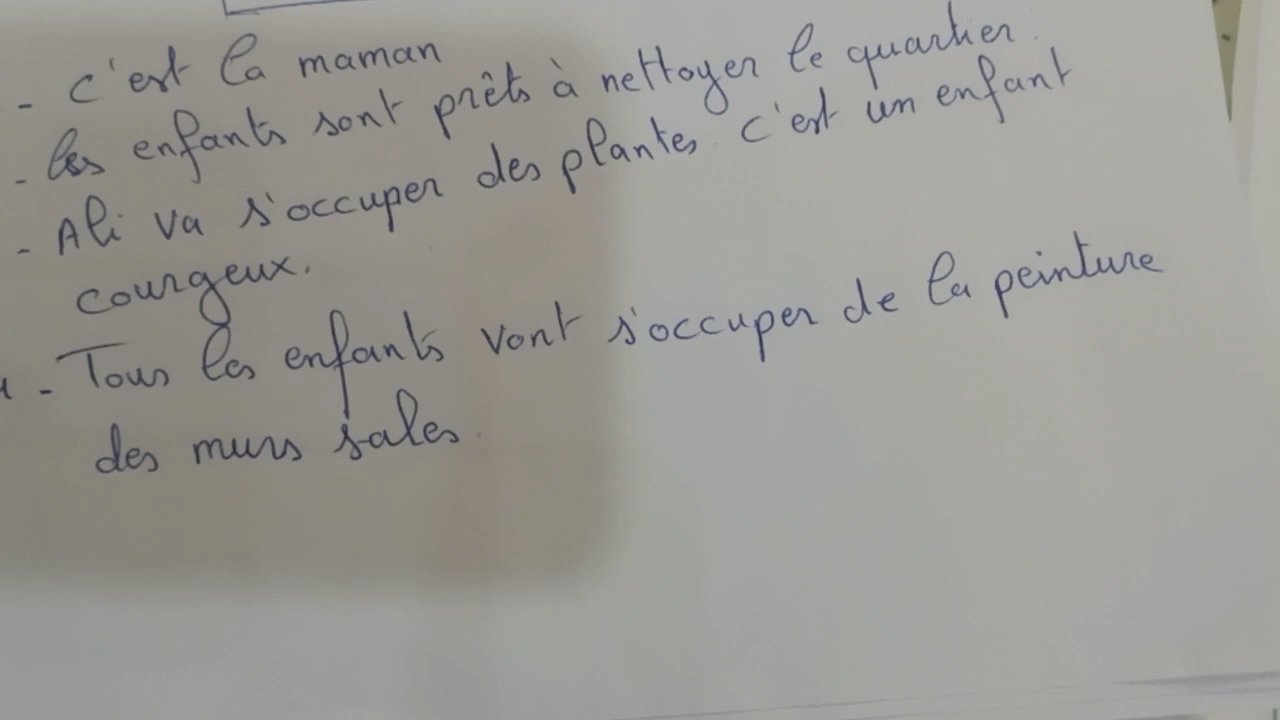 - c'est la maman
- les enfants sont prêts à nettoyer le quartier.
- Ali va s'occuper des plantes. c'est un enfant
courgeux.
- Tous les enfants vont s'occuper de la peinture
des murs sales.